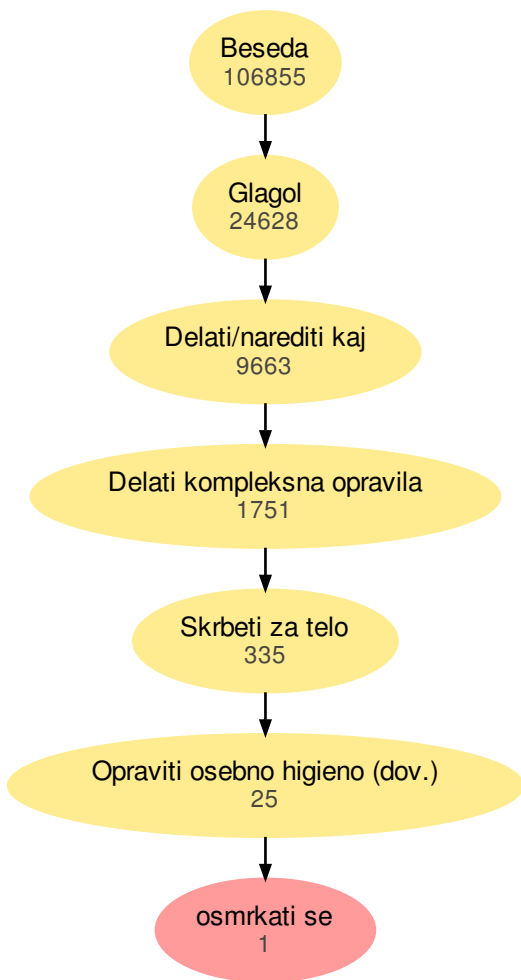 Beseda
106855
Glagol
24628
Delati/narediti kaj
9663
Delati kompleksna opravila
1751
Skrbeti za telo
335
Opraviti osebno higieno (dov.)
25
osmrkati se
1